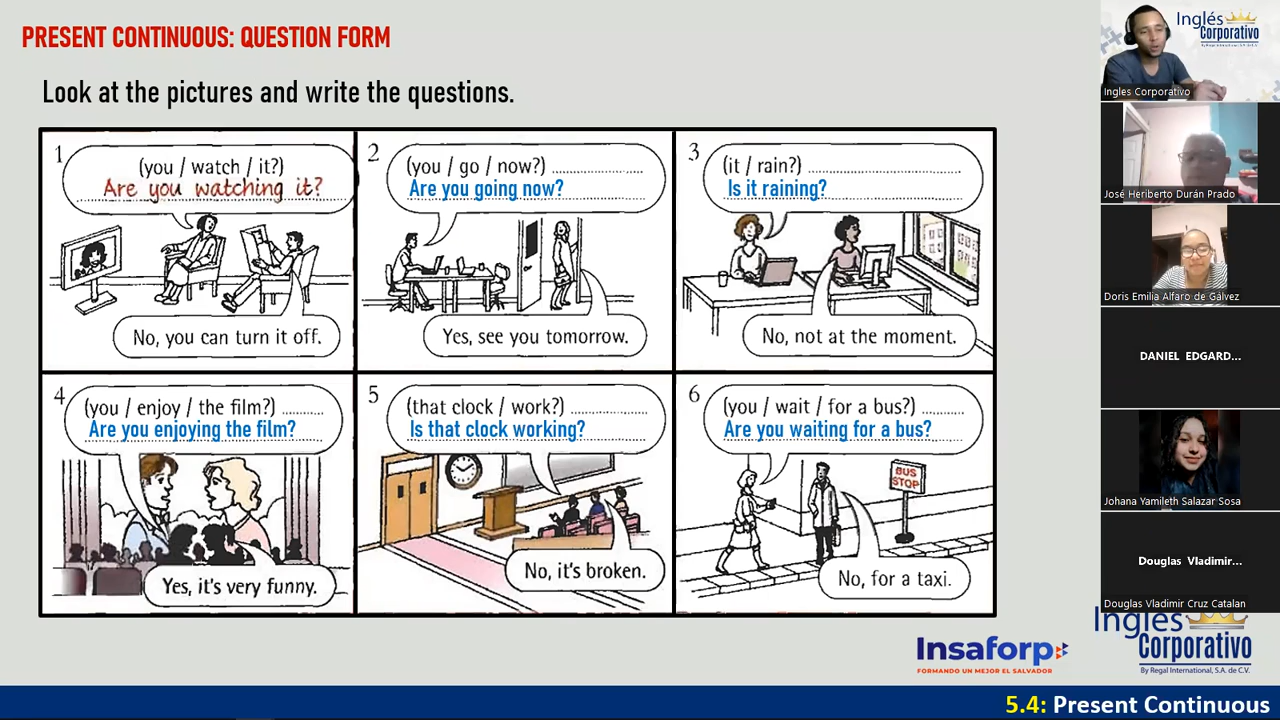 PRESENT CONTINUOUS: QUESTION FORM
Look at the pictures and write the questions.
1
(you / watch / it?)
Are you watching it?
No, you can turn it off.
2
(you / go / now?)
Are you going now?
Yes, see you tomorrow.
3
(it / rain?)
Is it raining?
No, not at the moment.
4
(you / enjoy / the film?)
Are you enjoying the film?
Yes, it's very funny.
5
(that clock / work?)
Is that clock working?
No, it's broken.
6
(you / wait / for a bus?)
Are you waiting for a bus?
BUS
STOP
No, for a taxi.
Insaforp
FORMANDO UN MEJOR EL SALVADOR
Inglés
Corporativo
By Regal International, S.A. de C.V.
5.4: Present Continuous
Inglés
Corporativo
By Regal International, S.A. de C.V.
Ingles Corporativo
José Heriberto Durán Prado
Doris Emilia Alfaro de Gálvez
DANIEL EDGARD...
Johana Yamileth Salazar Sosa
Douglas Vladimir...
Douglas Vladimir Cruz Catalan